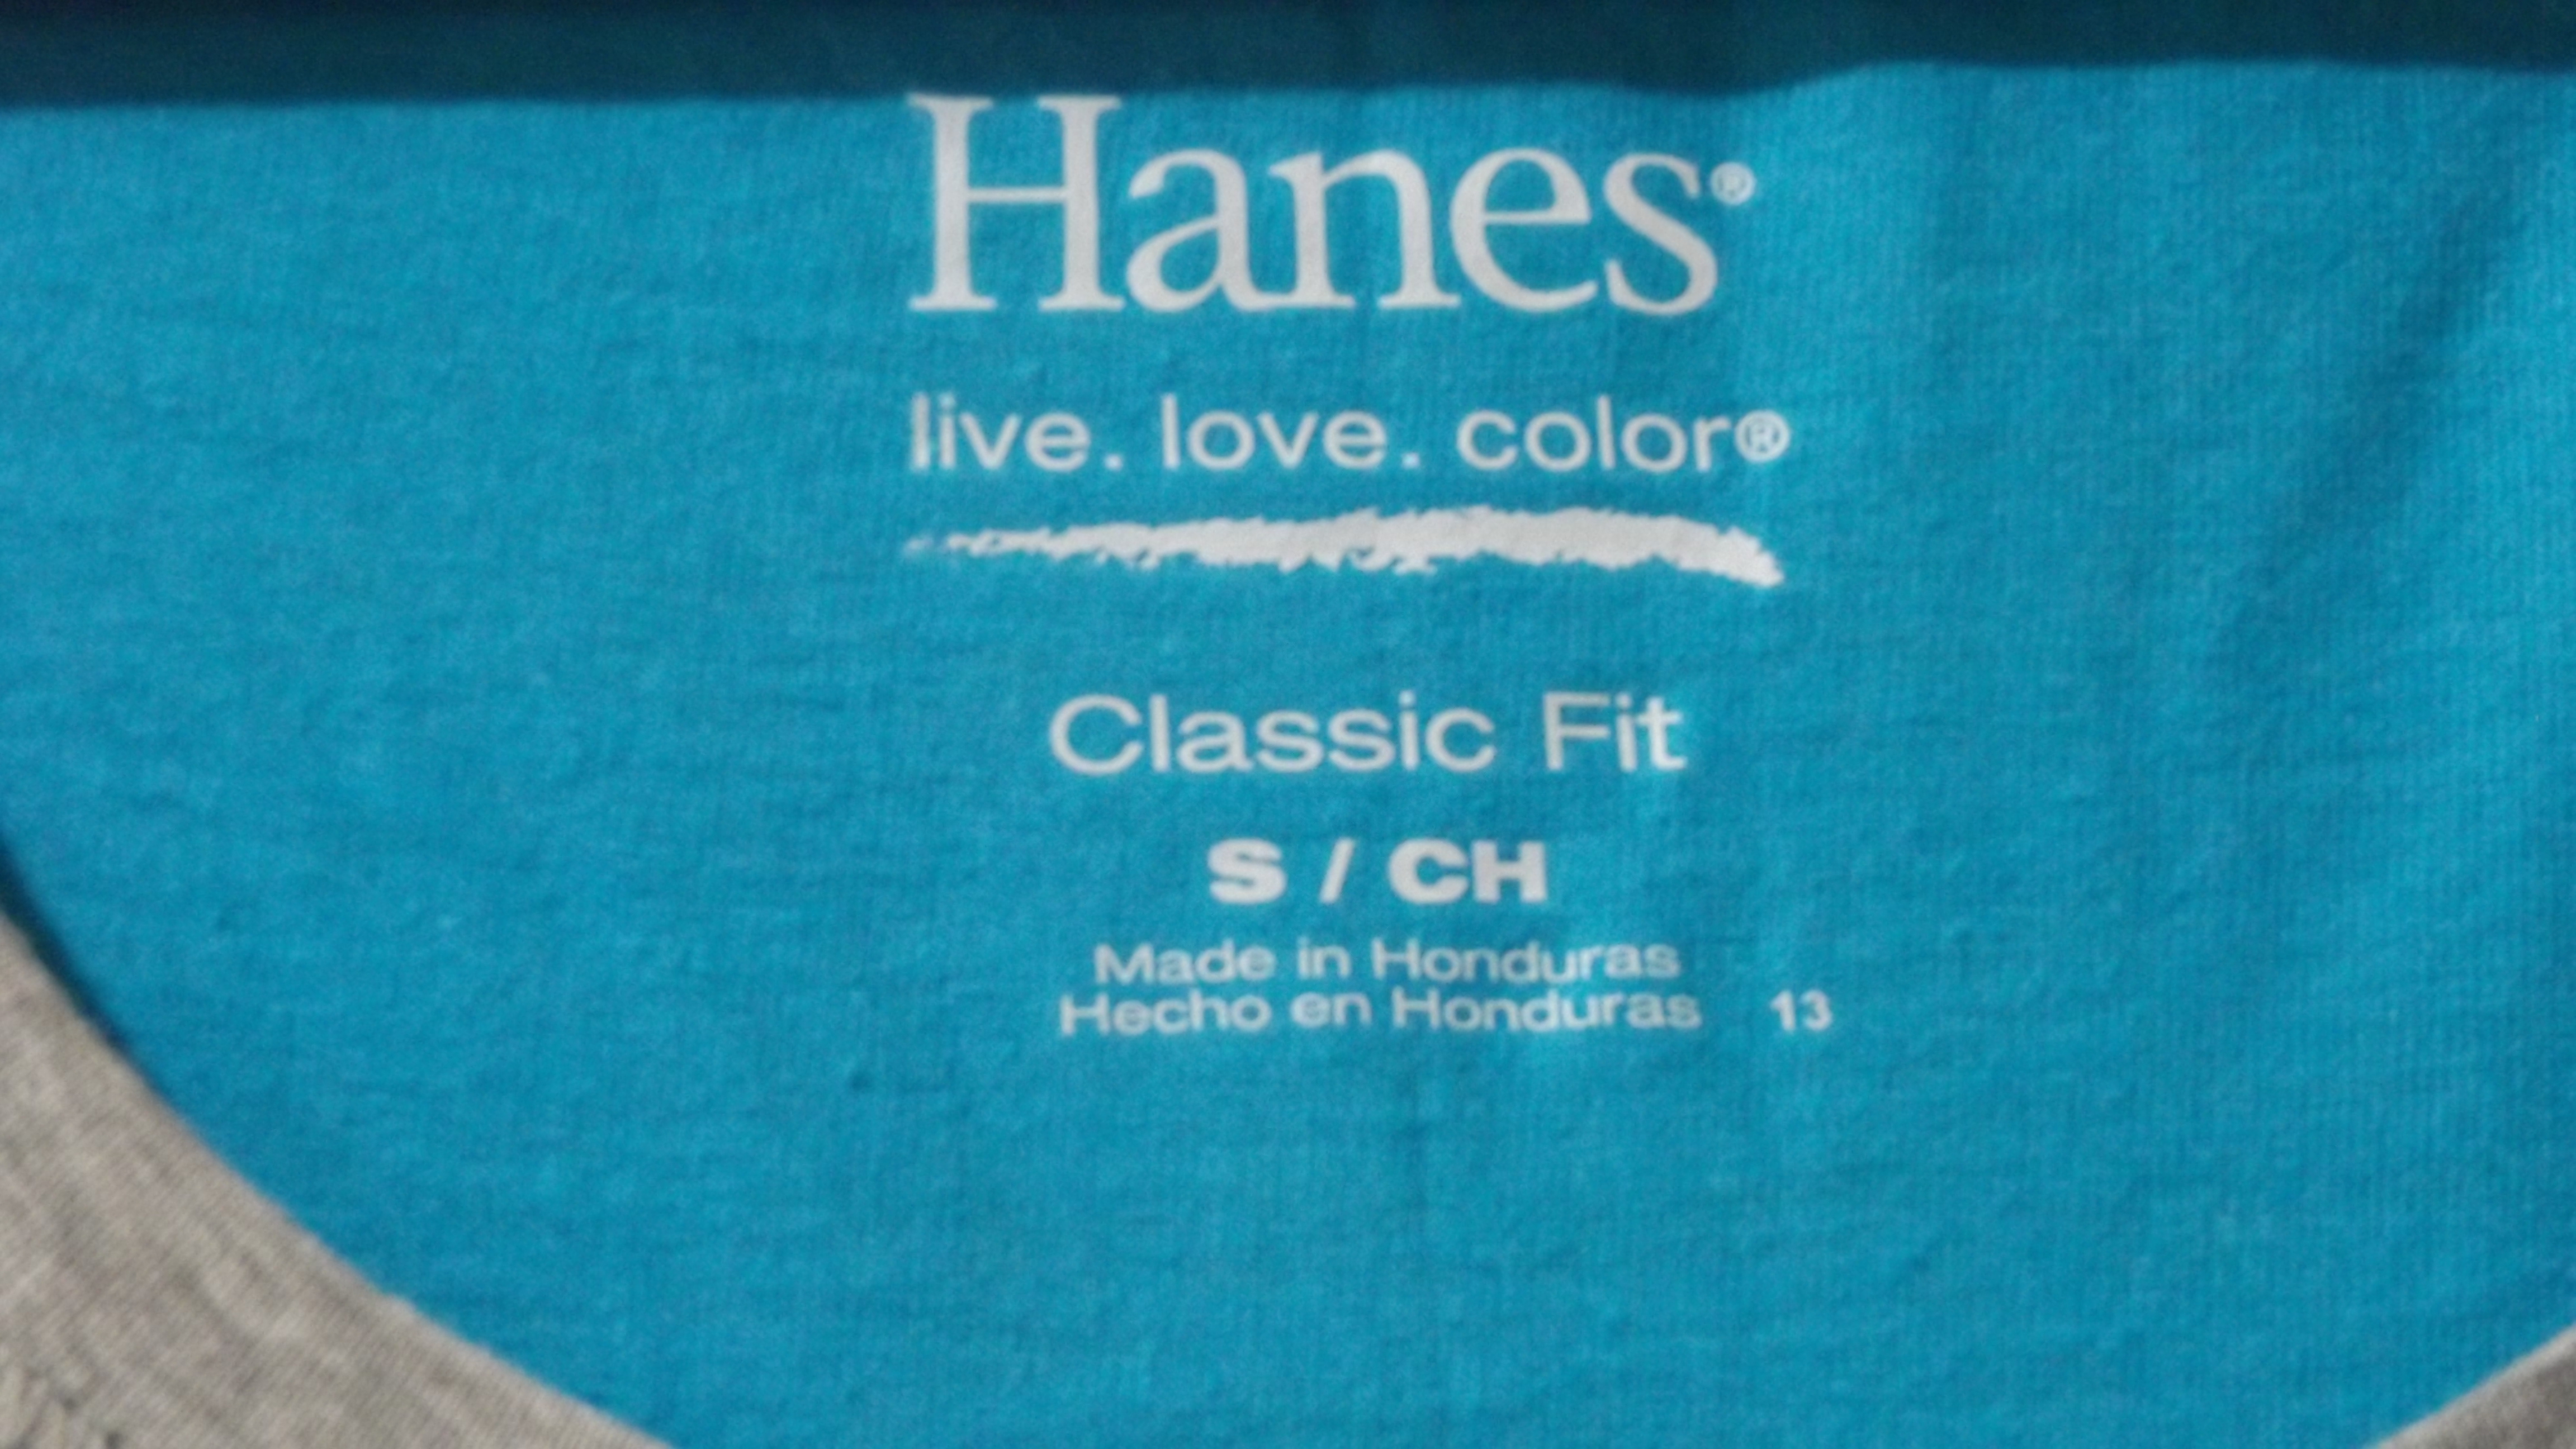 Hanes®
live. love. color®
Classic Fit
S / CH
Made in Honduras
Hecho en Honduras 13